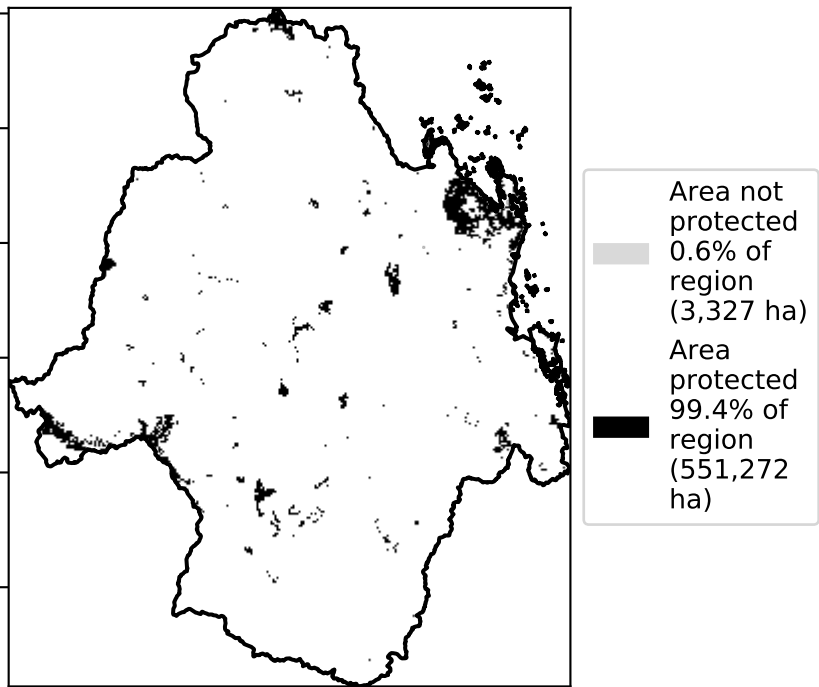 Area not
protected
0.6% of
region
(3,327 ha)
Area
protected
99.4% of
region
(551,272
ha)